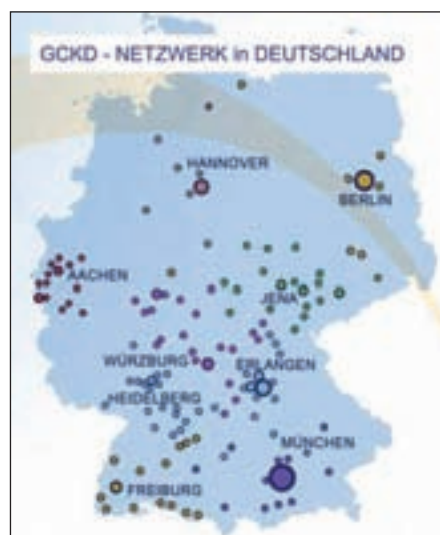 GCKD - NETZWERK in DEUTSCHLAND
HANNOVER
BERLIN
AACHEN
JENA
WÜRZBURG
ERLANGEN
HEIDELBERG
MÜNCHEN
FREIBURG